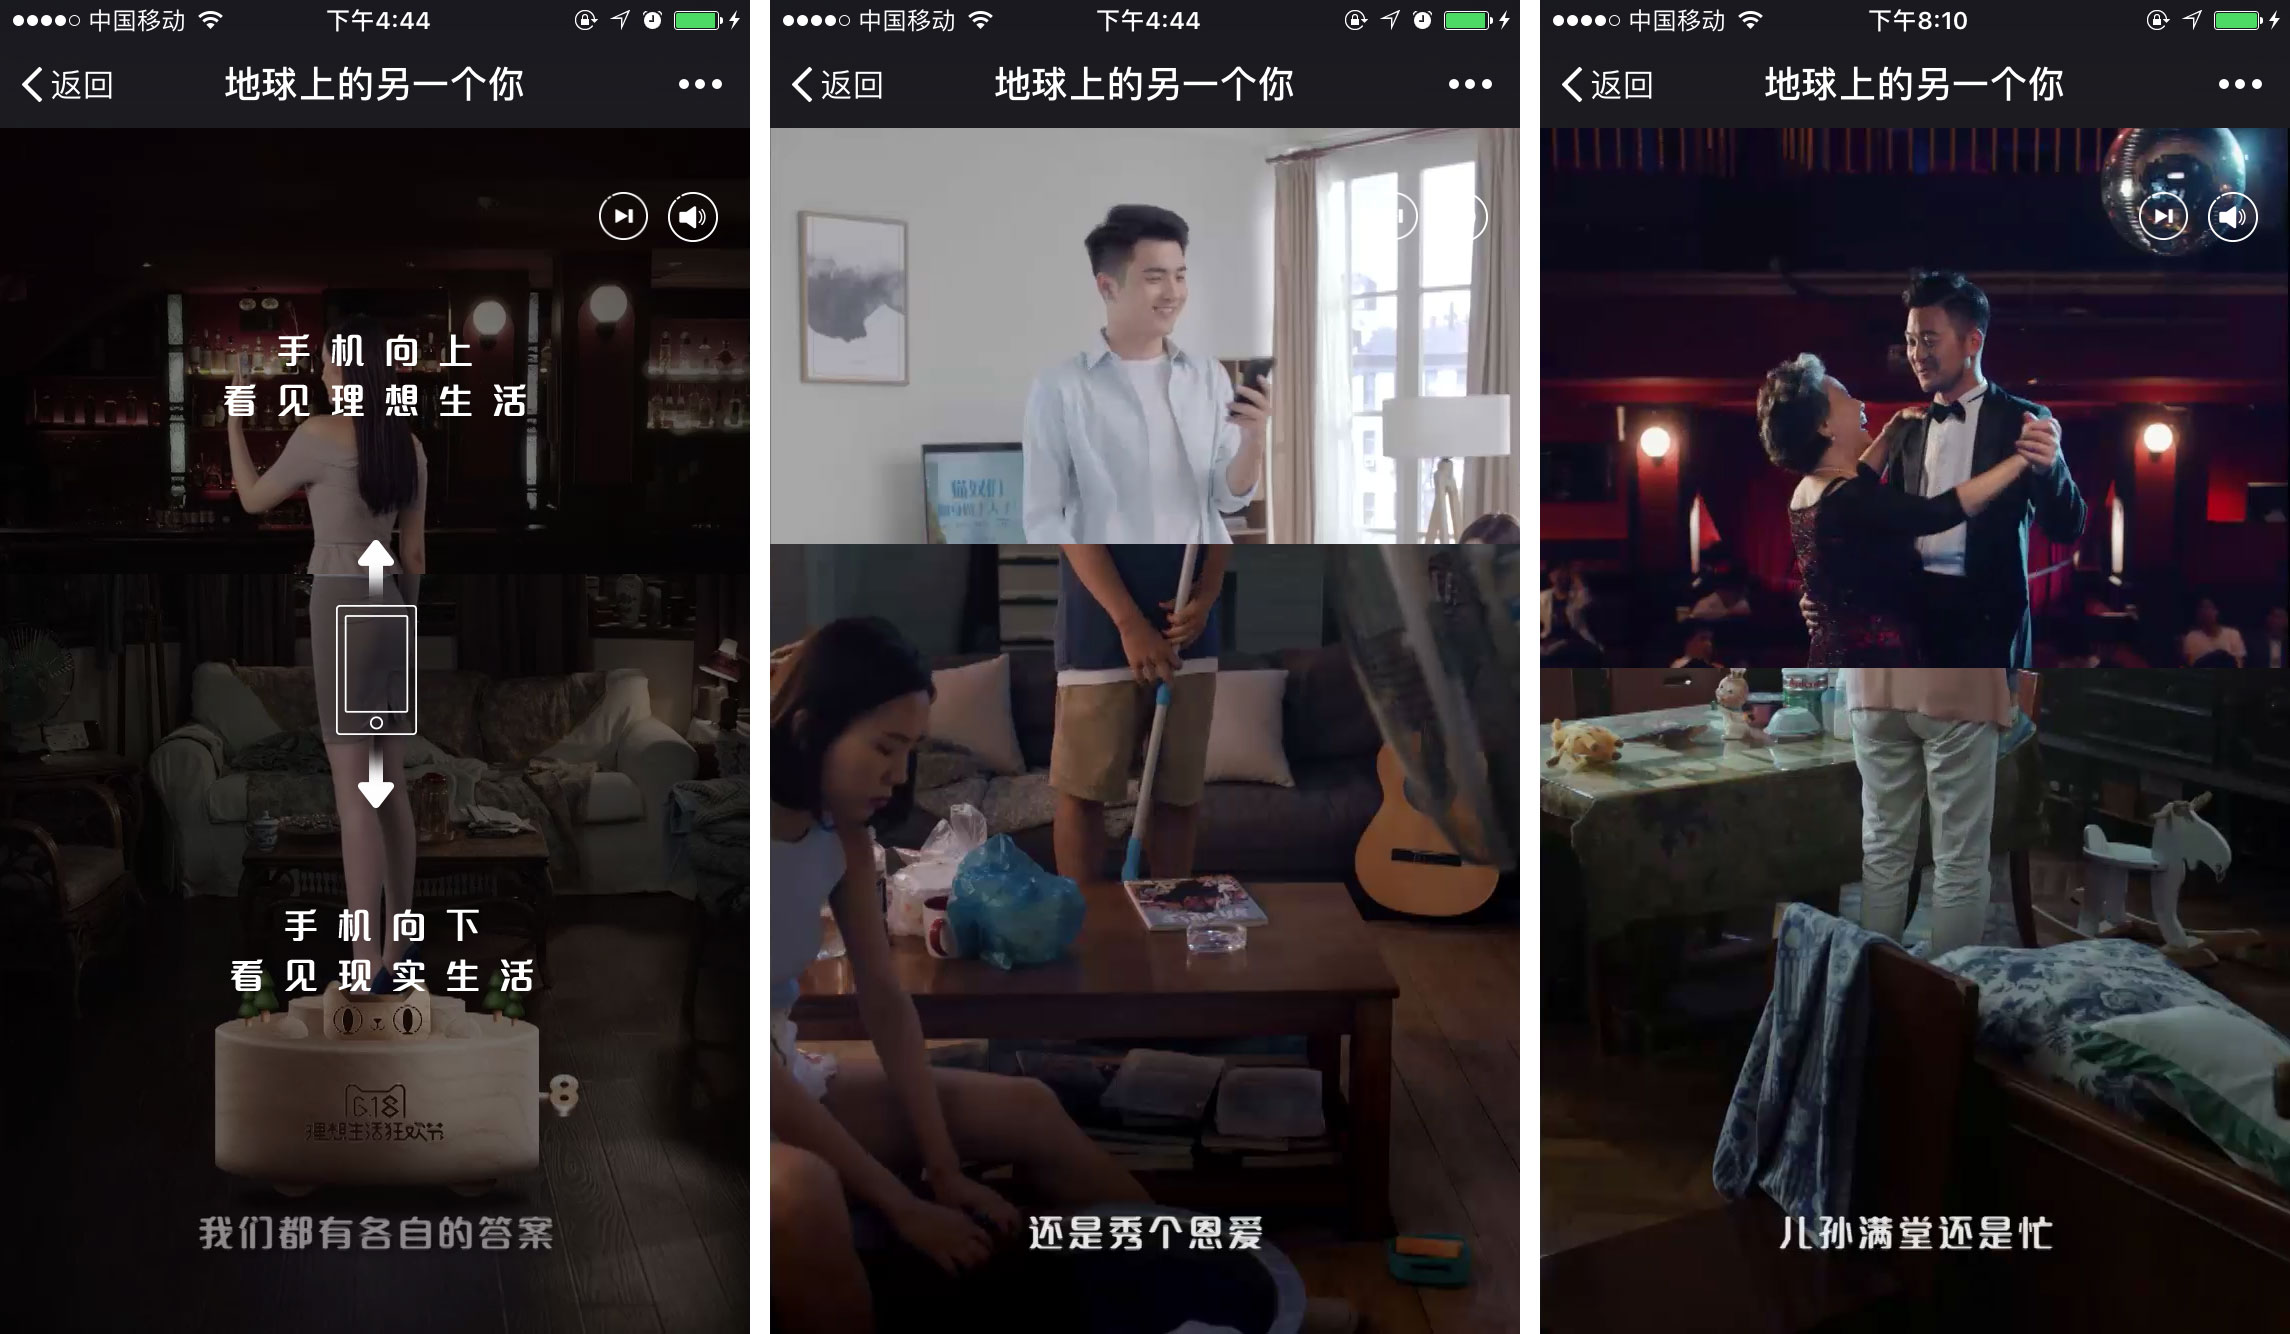 中国移动
下午4:44
返回
地球上的另一个你
手机向上
看见理想生活
手机向下
看见现实生活
6.18
理想生活狂欢节
我们都有各自的答案
中国移动
下午4:44
返回
地球上的另一个你
猫奴们
还是秀个恩爱
中国移动
下午8:10
返回
地球上的另一个你
儿孙满堂还是忙